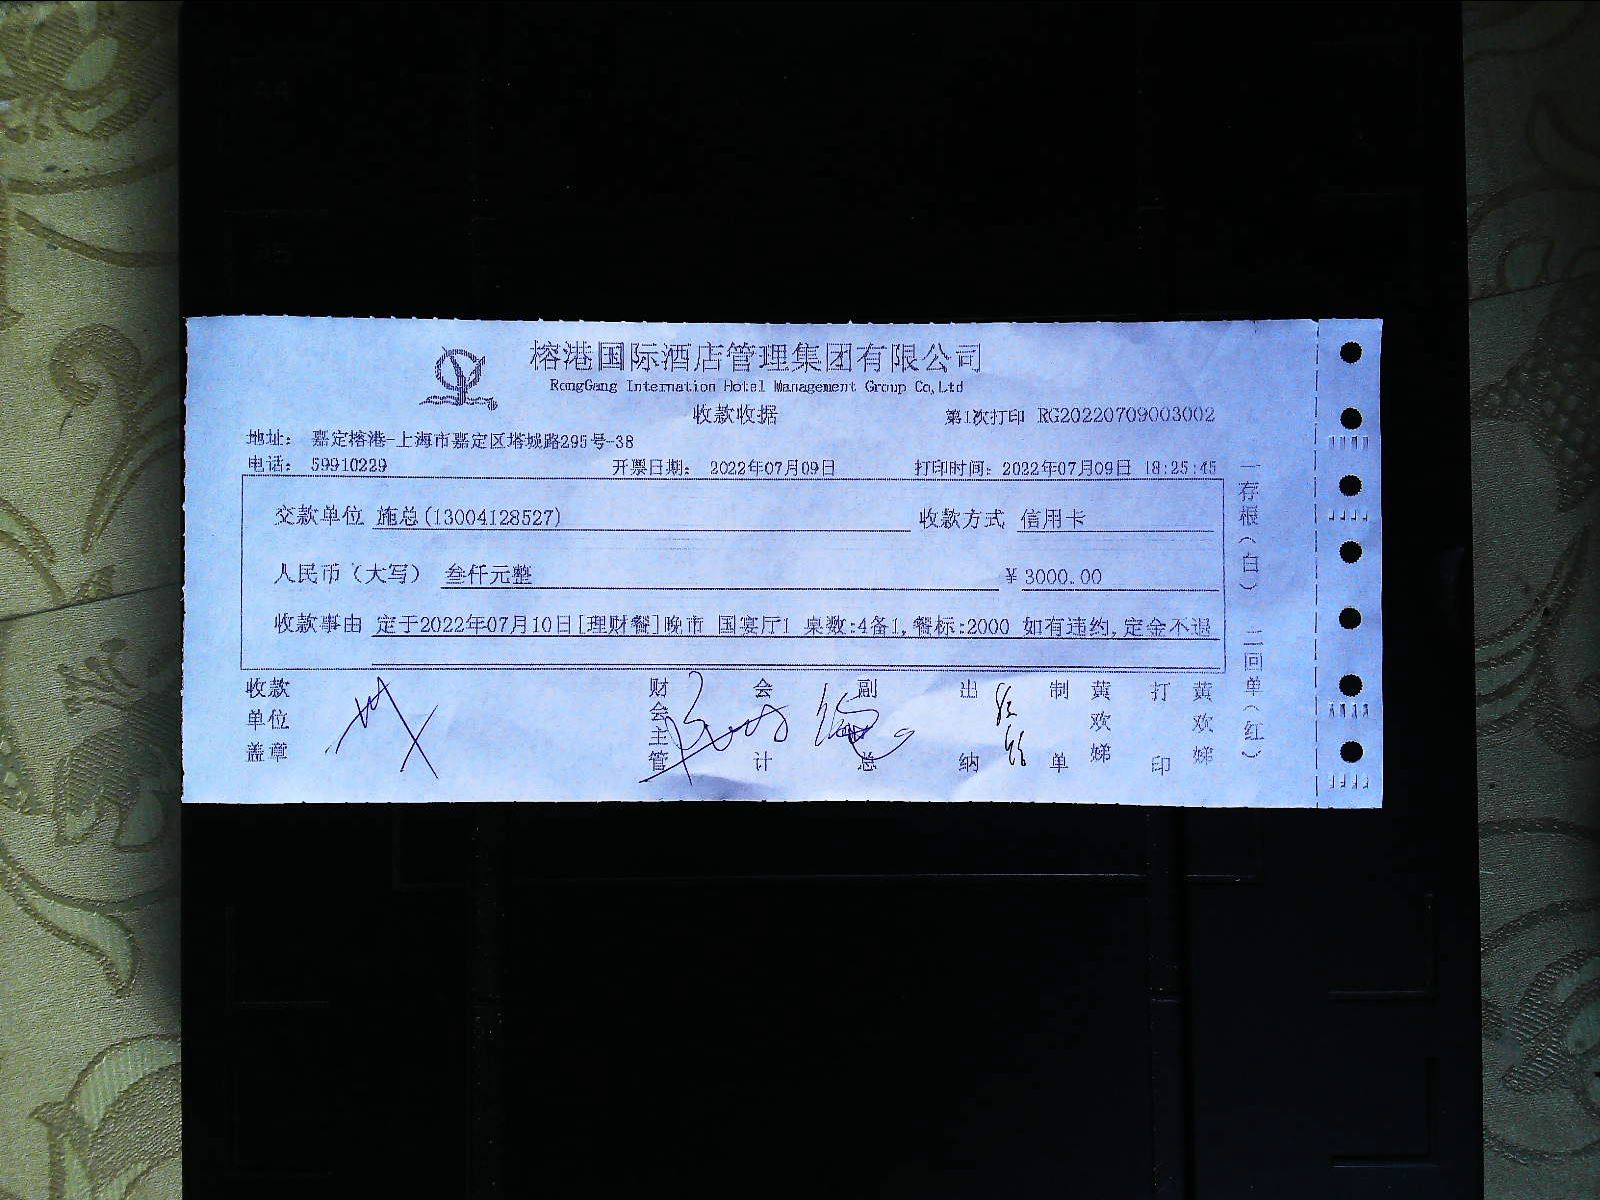 榕港国际酒店管理集团有限公司
RongGang Internation Hotel Management Group Co,Ltd
收款收据
第1次打印 RG20220709003002
地址： 嘉定榕港-上海市嘉定区塔城路295号-38
电话： 59910229 开票日期： 2022年07月09日 打印时间：2022年07月09日 18:25:45
交款单位 施总(13004128527) 收款方式 信用卡
人民币（大写） 叁仟元整 ¥ 3000.00
收款事由 定于2022年07月10日[理财餐]晚市 国宴厅1 桌数:4备1,餐标:2000 如有违约,定金不退
收款单位盖章 财会主管 会计 副总 出纳 制单 黄欢娣 打印 黄欢娣
一存根（白） 二回单（红）